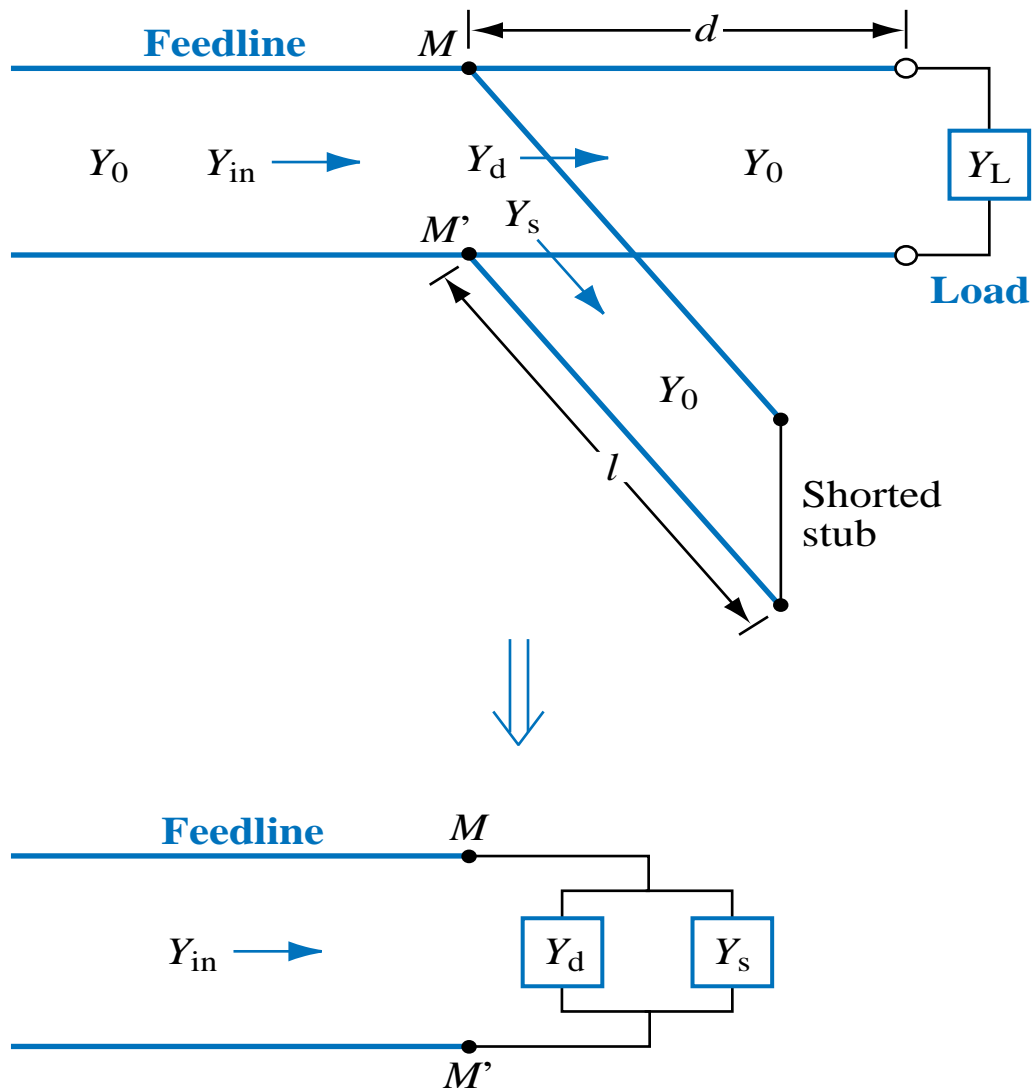 d
Feedline
M
Y0
Yin
Yd
Y0
YL
M’
Ys
Load
Y0
l
Shorted
stub
Feedline
M
Yin
Yd
Ys
M’